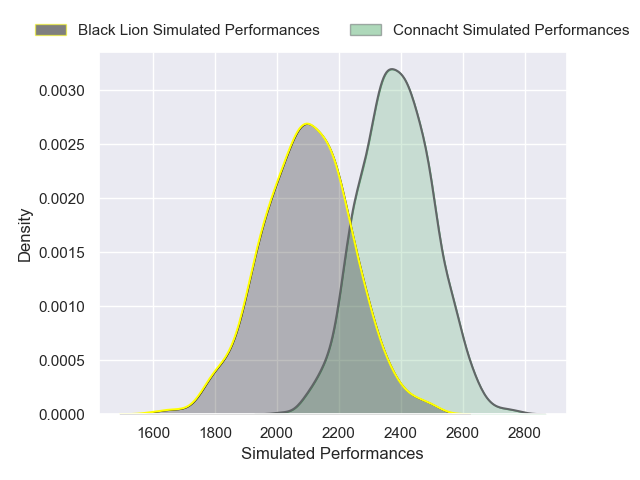 Black Lion Simulated Performances
Connacht Simulated Performances
0.0030
0.0025
0.0020
0.0015
0.0010
0.0005
0.0000
Density
1600 1800 2000 2200 2400 2600 2800
Simulated Performances